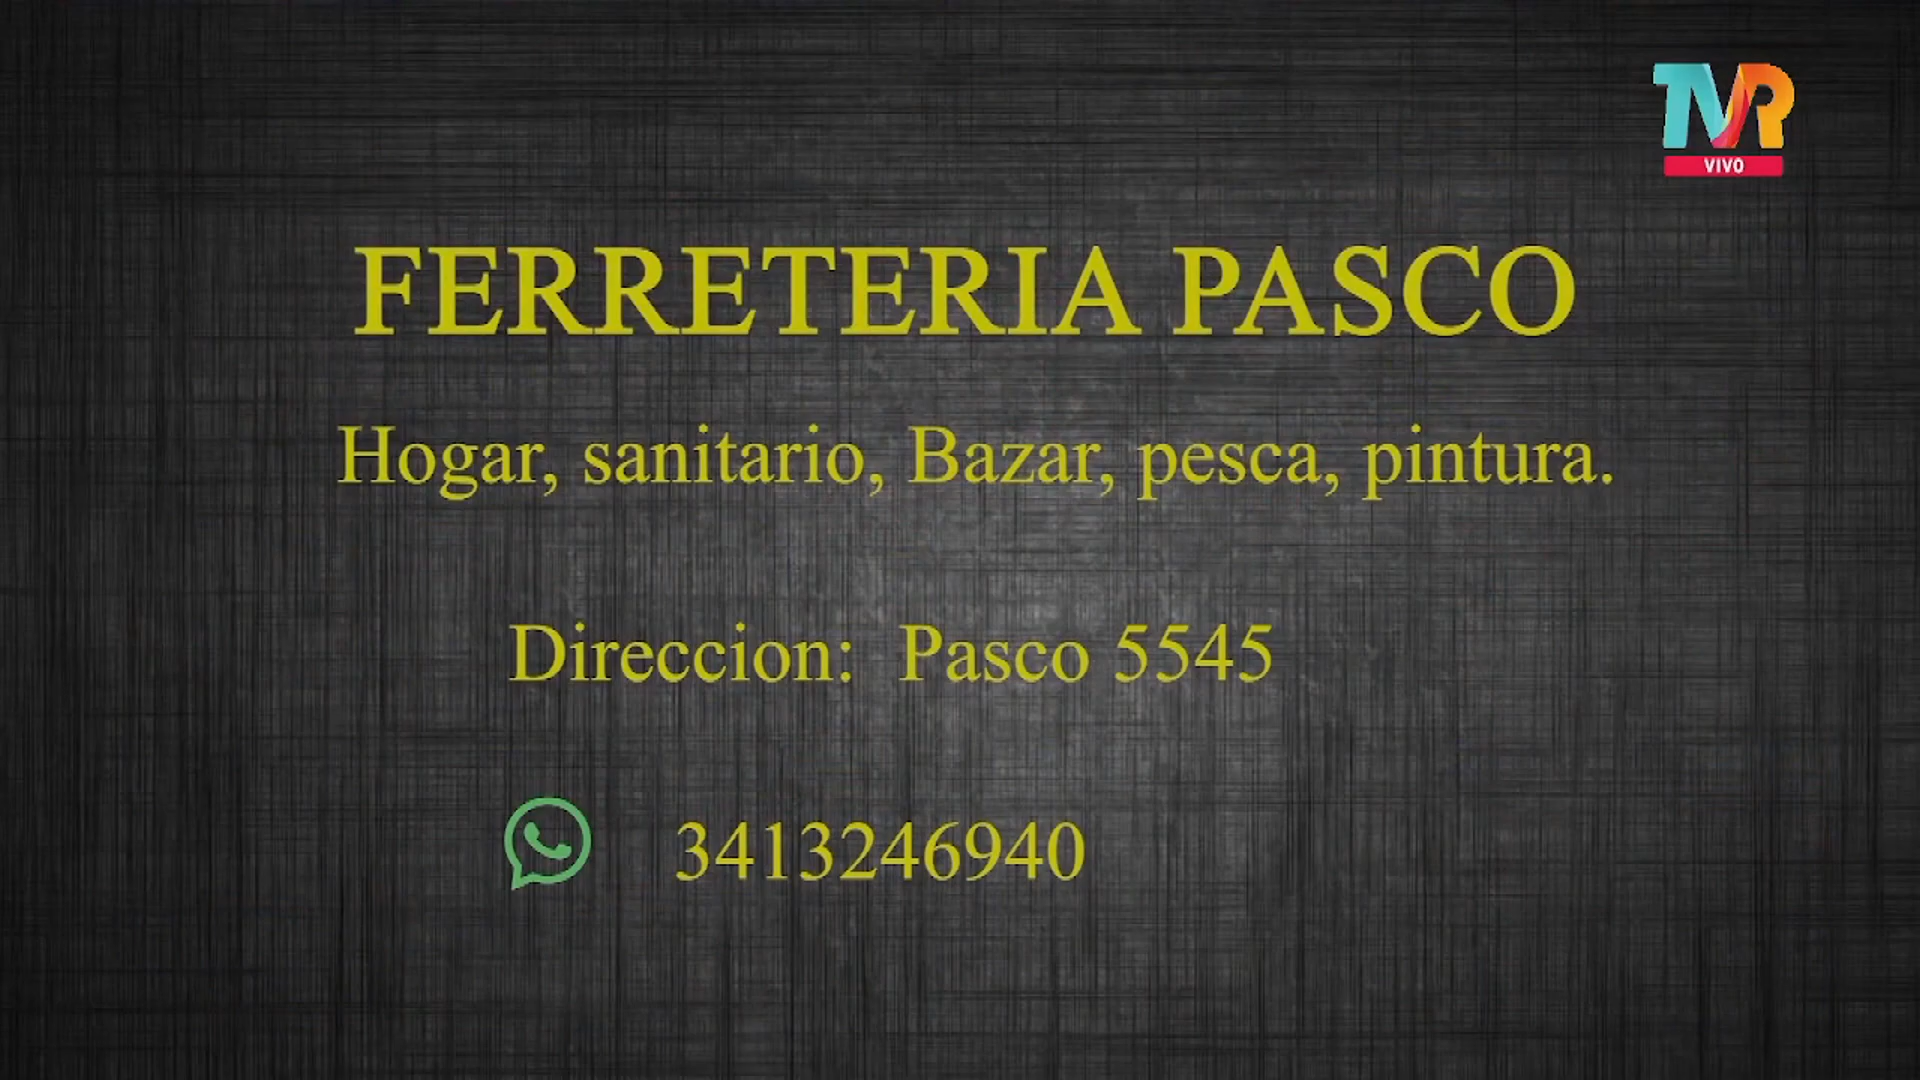 TVR
VIVO
FERRETERIA PASCO
Hogar, sanitario, Bazar, pesca, pintura.
Direccion: Pasco 5545
3413246940